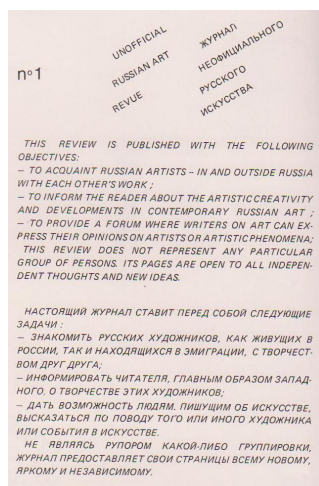 n°1
UNOFFICIAL
RUSSIAN ART
REVUE
ЖУРНАЛ
НЕОФИЦИАЛЬНОГО
РУССКОГО
ИСКУССТВА
THIS REVIEW IS PUBLISHED WITH THE FOLLOWING
OBJECTIVES:
— TO ACQUAINT RUSSIAN ARTISTS – IN AND OUTSIDE RUSSIA
WITH EACH OTHER'S WORK ;
— TO INFORM THE READER ABOUT THE ARTISTIC CREATIVITY
AND DEVELOPMENTS IN CONTEMPORARY RUSSIAN ART ;
— TO PROVIDE A FORUM WHERE WRITERS ON ART CAN EX-
PRESS THEIR OPINIONS ON ARTISTS OR ARTISTIC PHENOMENA;
THIS REVIEW DOES NOT REPRESENT ANY PARTICULAR
GROUP OF PERSONS. ITS PAGES ARE OPEN TO ALL INDEPEN-
DENT THOUGHTS AND NEW IDEAS.
НАСТОЯЩИЙ ЖУРНАЛ СТАВИТ ПЕРЕД СОБОЙ СЛЕДУЮЩИЕ
ЗАДАЧИ :
— ЗНАКОМИТЬ РУССКИХ ХУДОЖНИКОВ, КАК ЖИВУЩИХ В
РОССИИ, ТАК И НАХОДЯЩИХСЯ В ЭМИГРАЦИИ, С ТВОРЧЕСТ-
ВОМ ДРУГ ДРУГА;
— ИНФОРМИРОВАТЬ ЧИТАТЕЛЯ, ГЛАВНЫМ ОБРАЗОМ ЗАПАД-
НОГО, О ТВОРЧЕСТВЕ ЭТИХ ХУДОЖНИКОВ;
— ДАТЬ ВОЗМОЖНОСТЬ ЛЮДЯМ, ПИШУЩИМ ОБ ИСКУССТВЕ,
ВЫСКАЗАТЬСЯ ПО ПОВОДУ ТОГО ИЛИ ИНОГО ХУДОЖНИКА
ИЛИ СОБЫТИЯ В ИСКУССТВЕ.
НЕ ЯВЛЯЯСЬ РУПОРОМ КАКОЙ-ЛИБО ГРУППИРОВКИ,
ЖУРНАЛ ПРЕДОСТАВЛЯЕТ СВОИ СТРАНИЦЫ ВСЕМУ НОВОМУ,
ЯРКОМУ И НЕЗАВИСИМОМУ.